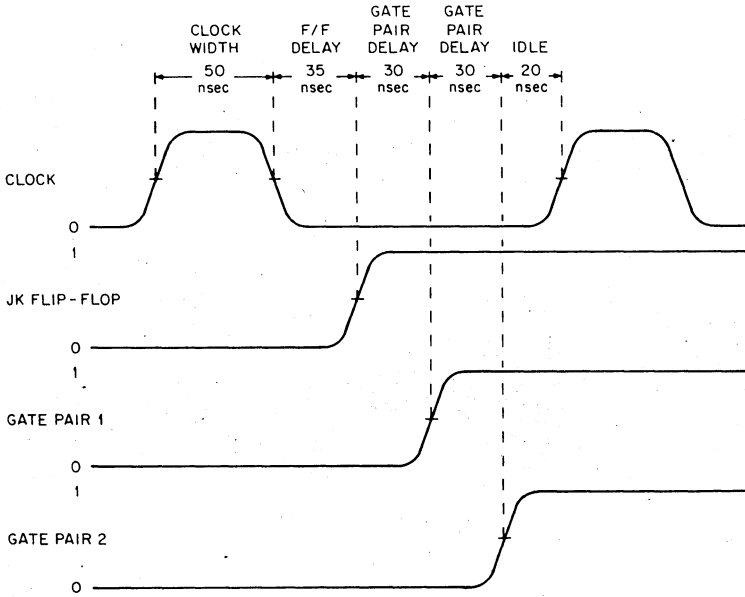 CLOCK WIDTH
F/F DELAY
GATE PAIR DELAY
GATE PAIR DELAY
IDLE
50 nsec
35 nsec
30 nsec
30 nsec
20 nsec
CLOCK
0
1
JK FLIP-FLOP
0
1
GATE PAIR 1
0
1
GATE PAIR 2
0